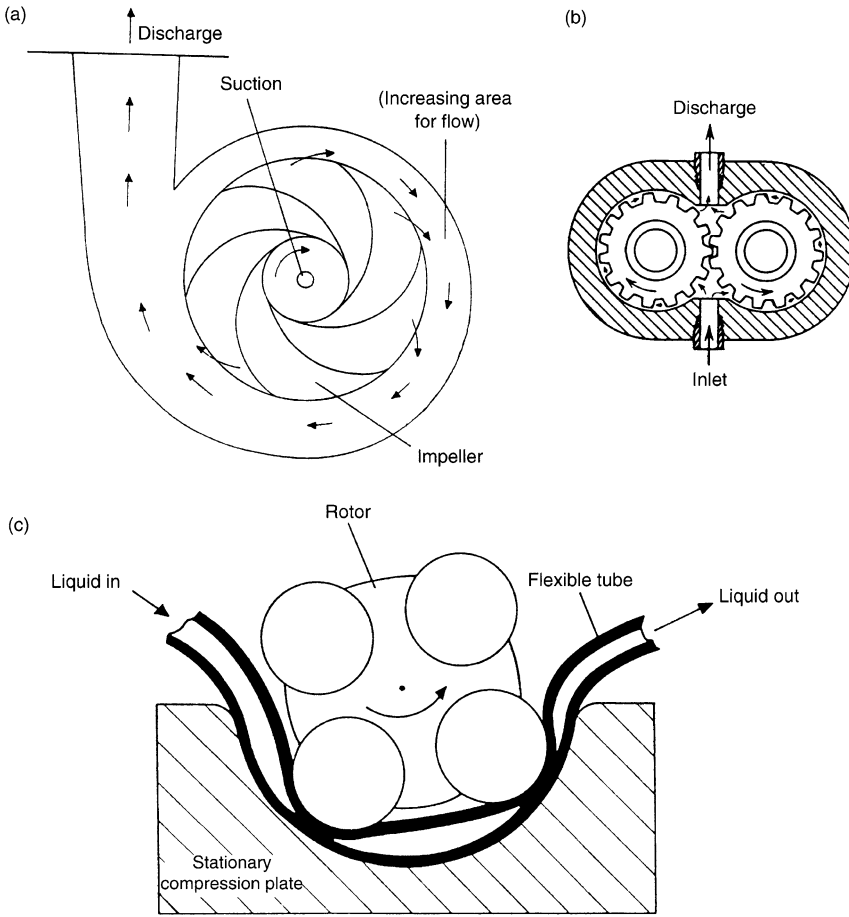 (a)
Discharge
Suction
(Increasing area
for flow)
Impeller
(b)
Discharge
Inlet
(c)
Rotor
Liquid in
Flexible tube
Liquid out
Stationary
compression plate